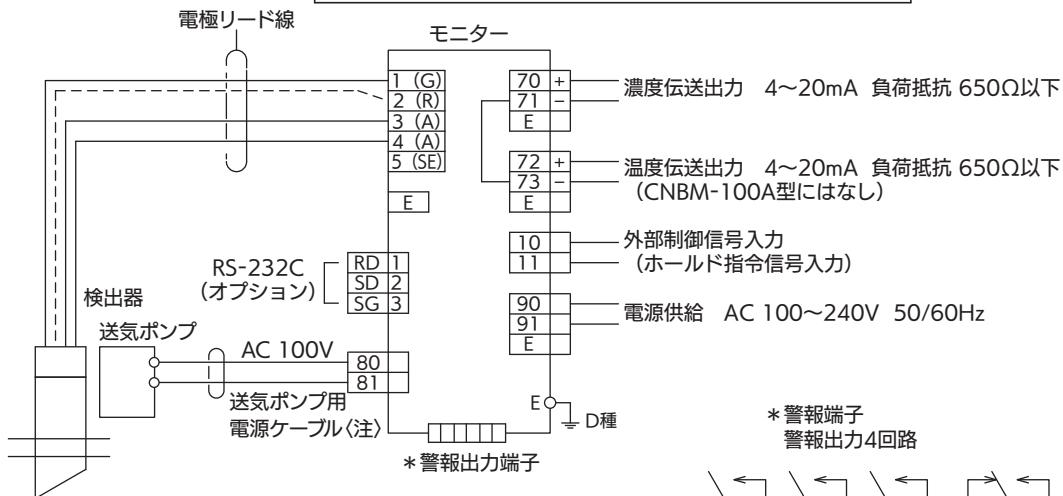 電極リード線
モニター
1 (G)
2 (R)
3 (A)
4 (A)
5 (SE)
E
70 +
71 −
E
濃度伝送出力 4〜20mA 負荷抵抗 650Ω以下
72 +
73 −
E
温度伝送出力 4〜20mA 負荷抵抗 650Ω以下
（CNBM-100A型にはなし）
10
11
外部制御信号入力
（ホールド指令信号入力）
RS-232C
（オプション）
RD 1
SD 2
SG 3
90
91
E
電源供給 AC 100〜240V 50/60Hz
検出器
送気ポンプ
AC 100V
80
81
送気ポンプ用
電源ケーブル〈注〉
E
D種
＊警報出力端子
＊警報端子
警報出力4回路